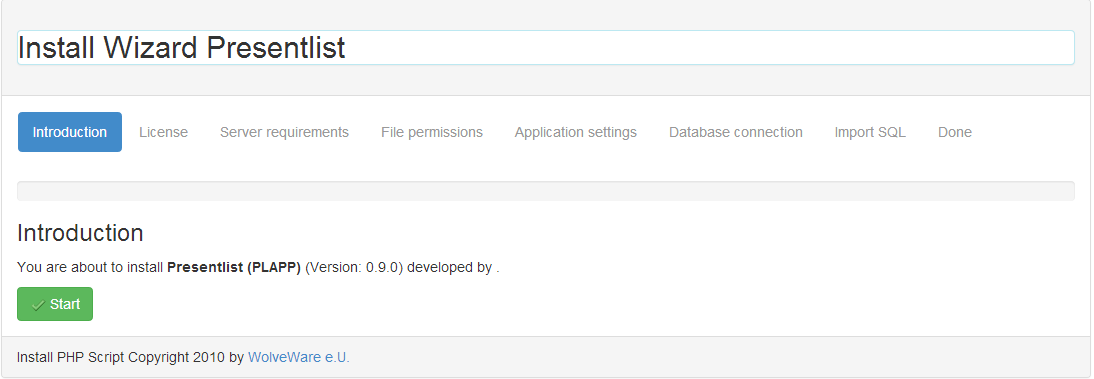 Install Wizard Presentlist
Introduction License Server requirements File permissions Application settings Database connection Import SQL Done
Introduction
You are about to install Presentlist (PLAPP) (Version: 0.9.0) developed by .
Start
Install PHP Script Copyright 2010 by WolveWare e.U.